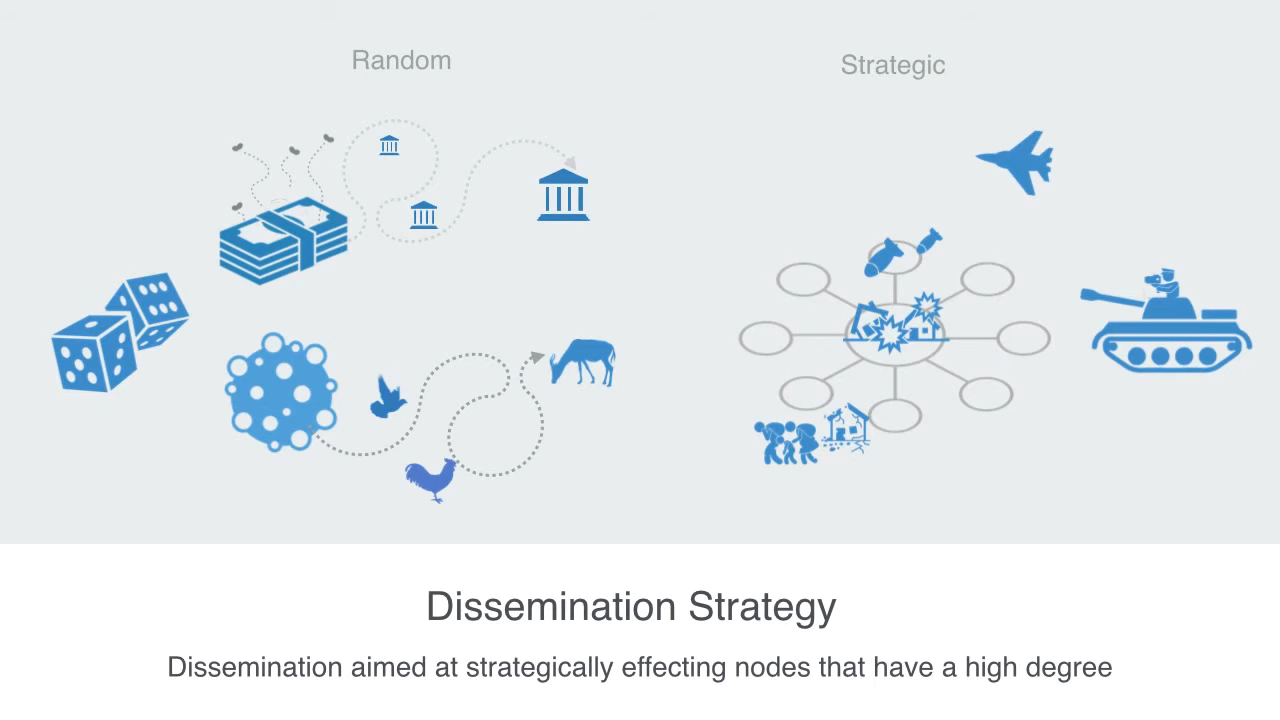 Random
Strategic
Dissemination Strategy
Dissemination aimed at strategically effecting nodes that have a high degree